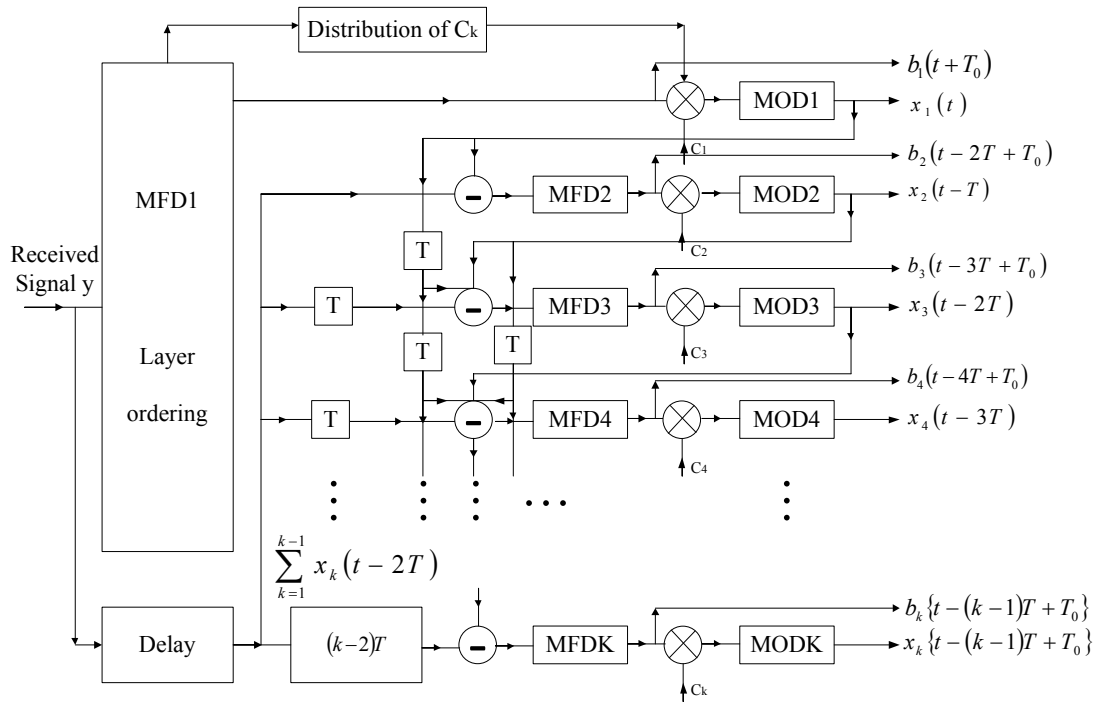 Distribution of Ck
b1(t + T0)
MOD1
x1(t)
C1
b2(t − 2T + T0)
MFD1
MFD2
MOD2
x2(t − T)
Received
Signal y
T
C2
b3(t − 3T + T0)
T
MFD3
MOD3
x3(t − 2T)
Layer
ordering
T
T
C3
b4(t − 4T + T0)
T
MFD4
MOD4
x4(t − 3T)
C4
∑ k=1 k−1 xk(t − 2T)
bk{t − (k − 1)T + T0}
Delay
(k − 2)T
MFDK
MODK
xk{t − (k − 1)T + T0}
Ck